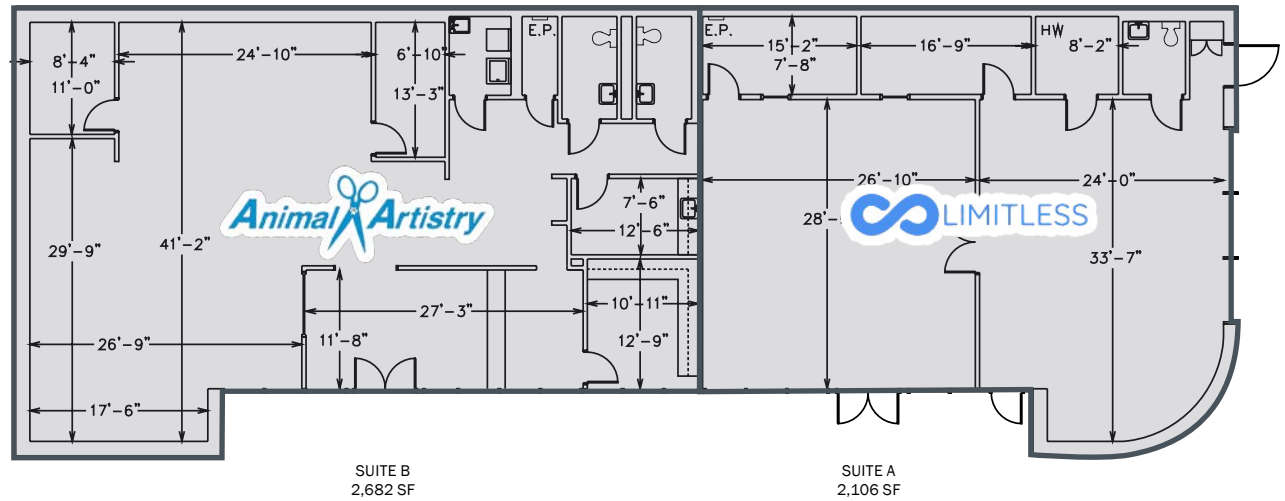 E.P.
E.P.
HW
8'-4"
24'-10"
6'-10"
15'-2"
16'-9"
8'-2"
11'-0"
13'-3"
7'-8"
26'-10"
24'-0"
7'-6"
Animal Artistry
28'-
LIMITLESS
12'-6"
29'-9"
41'-2"
33'-7"
10'-11"
27'-3"
26'-9"
11'-8"
12'-9"
17'-6"
SUITE B
2,682 SF
SUITE A
2,106 SF